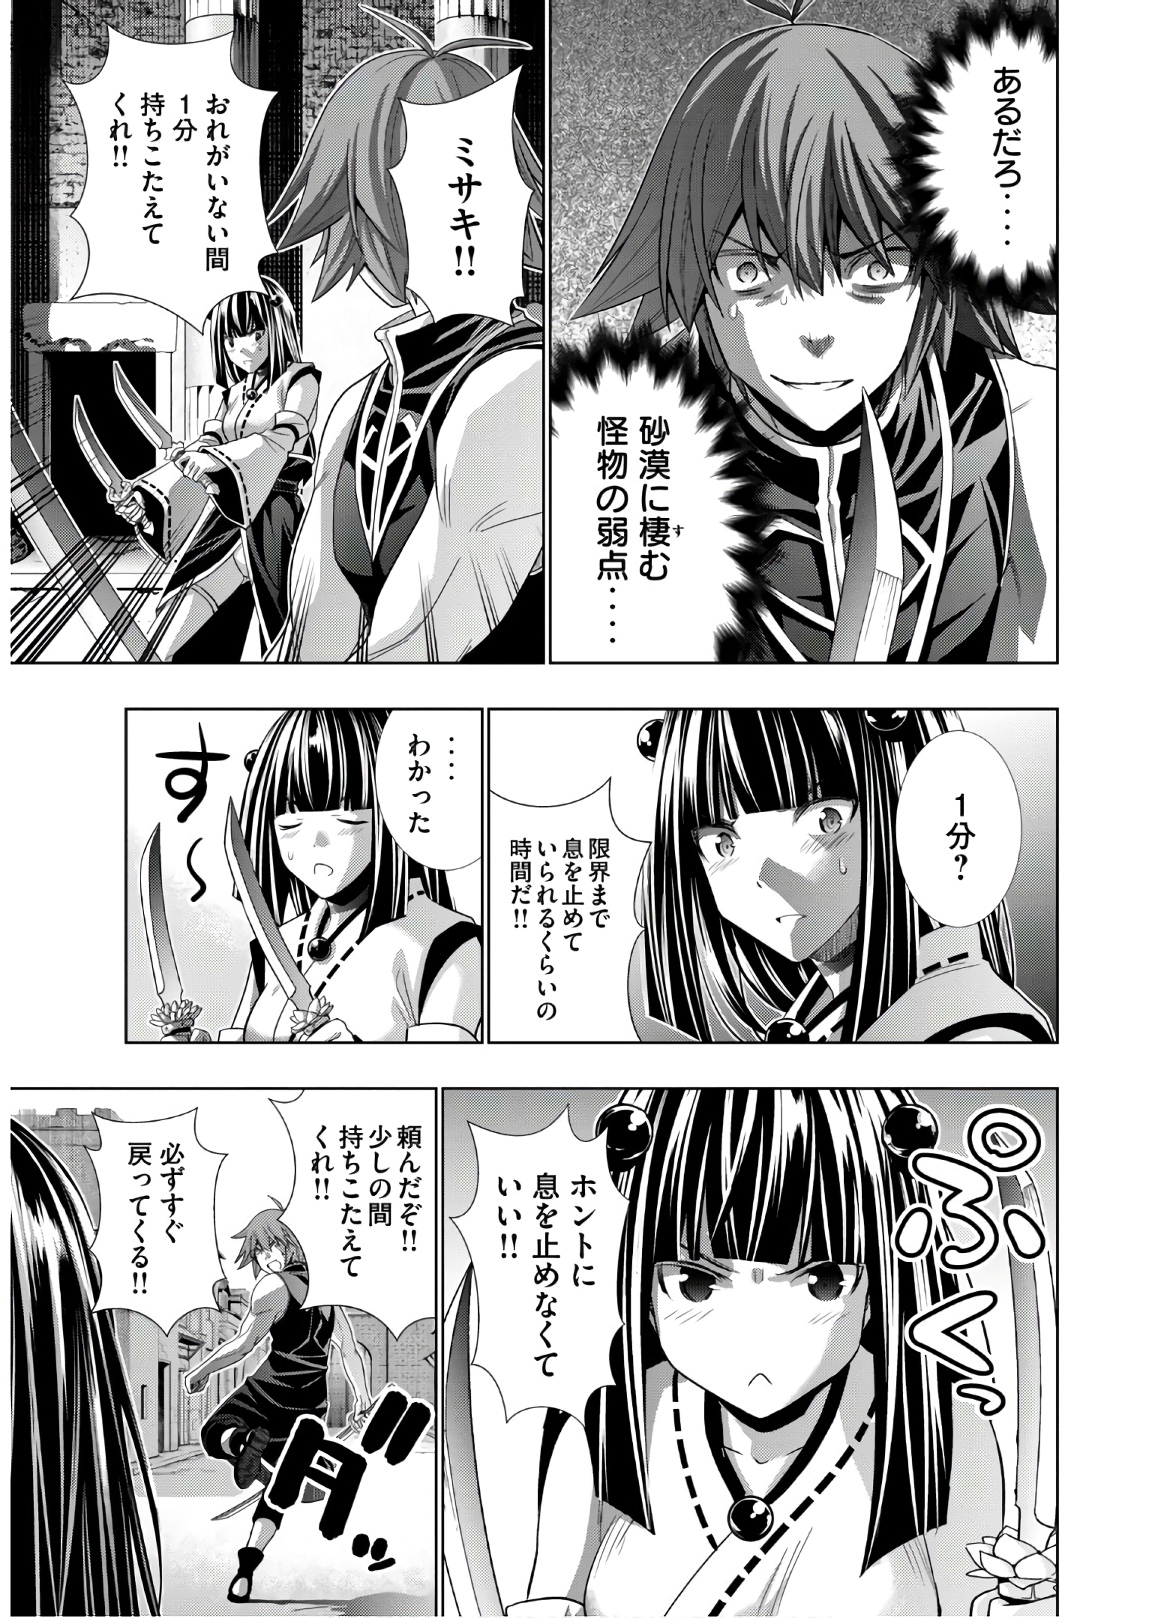 あるだろ‥‥
砂漠に棲む
す
怪物の弱点‥‥
ミサキ!!
おれがいない間
1分
持ちこたえて
くれ!!
1分?
限界まで
息を止めて
いられるくらいの
時間だ!!
‥‥
わかった
す〜
ぷくっ
ホントに
息を止めなくて
いい!!
頼んだぞ!!
少しの間
持ちこたえて
くれ!!
必ずすぐ
戻ってくる!!
ダッ